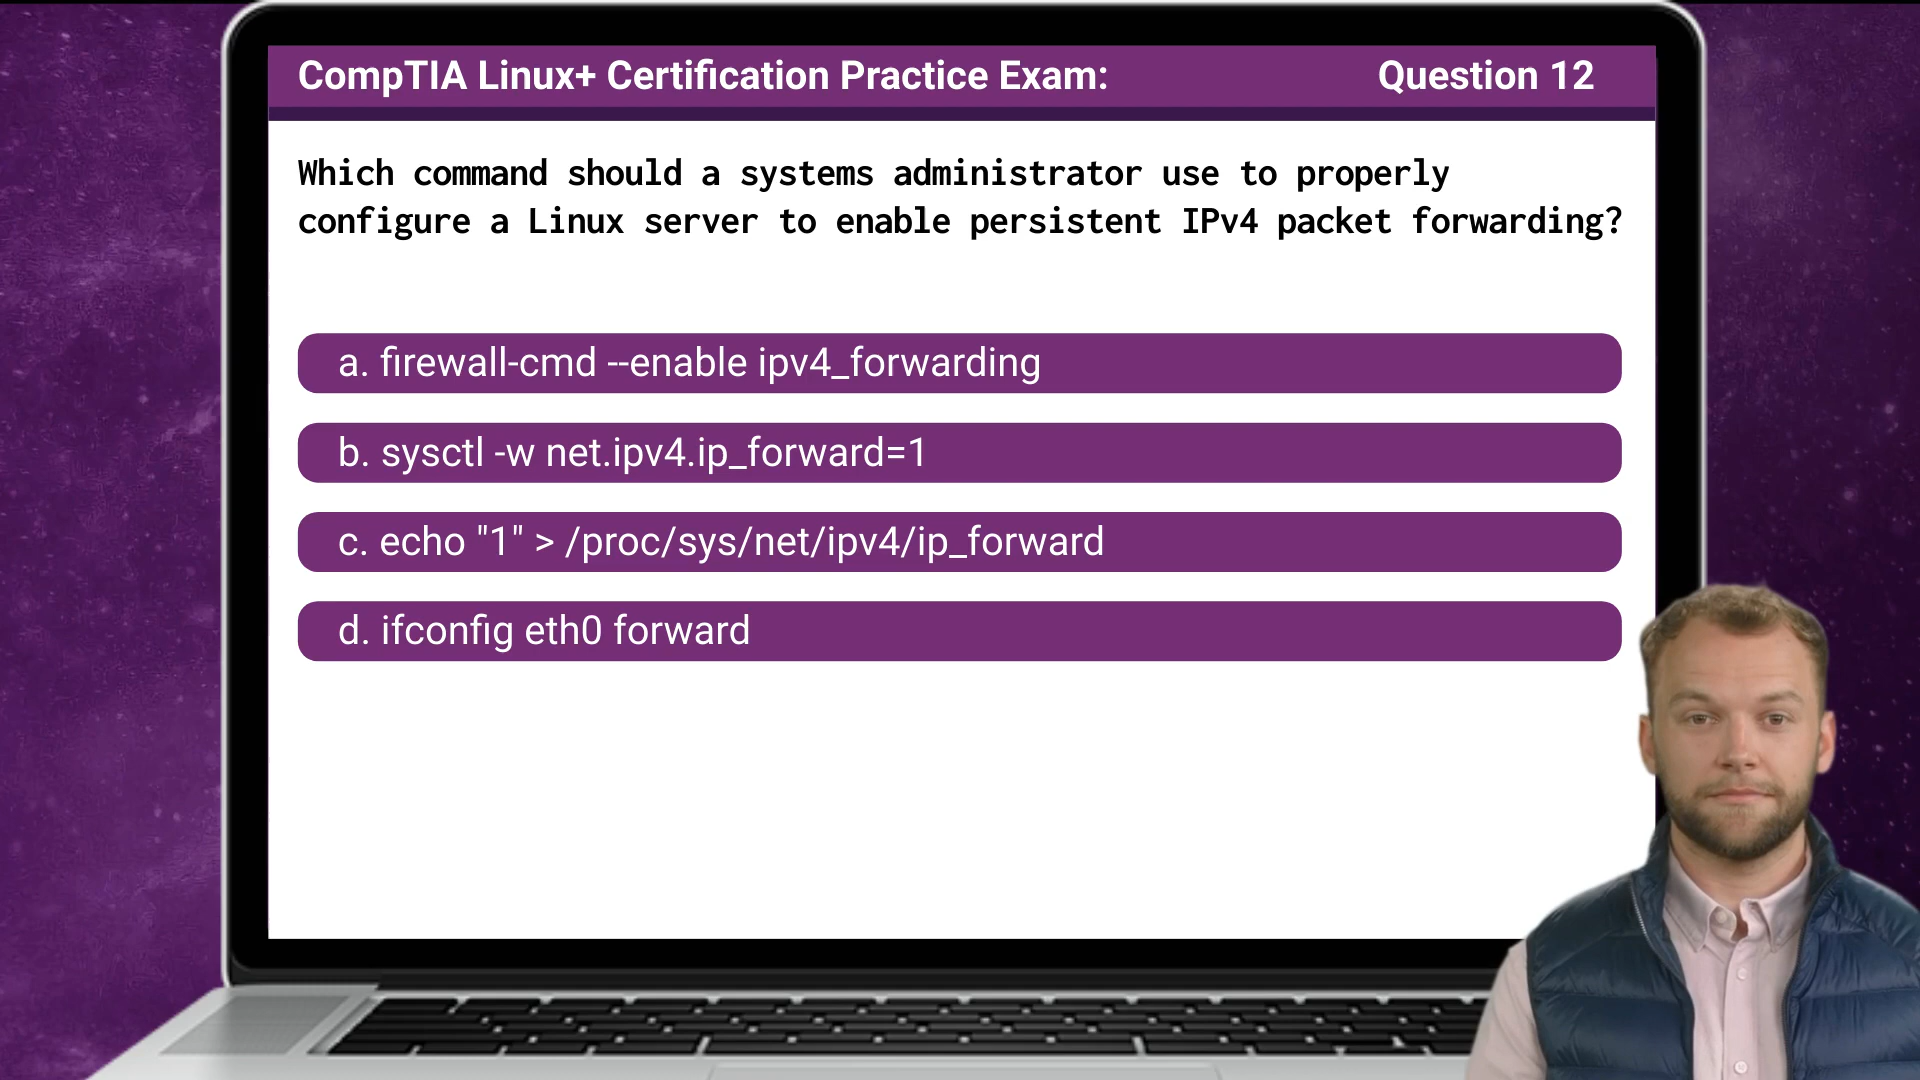 CompTIA Linux+ Certification Practice Exam:
Question 12
Which command should a systems administrator use to properly
configure a Linux server to enable persistent IPv4 packet forwarding?
a. firewall-cmd --enable ipv4_forwarding
b. sysctl -w net.ipv4.ip_forward=1
c. echo "1" > /proc/sys/net/ipv4/ip_forward
d. ifconfig eth0 forward